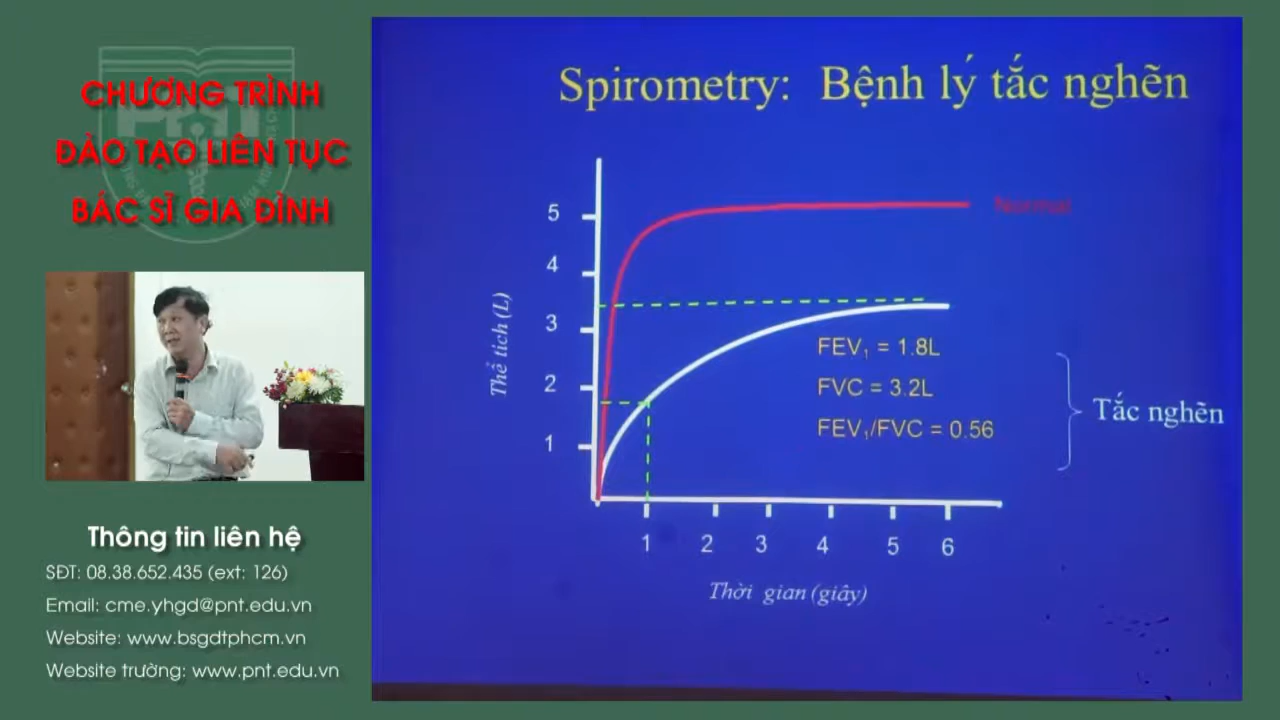 CHƯƠNG TRÌNH
ĐÀO TẠO LIÊN TỤC
BÁC SĨ GIA ĐÌNH
Thông tin liên hệ
SĐT: 08.38.652.435 (ext: 126)
Email: cme.yhgd@pnt.edu.vn
Website: www.bsgdtphcm.vn
Website trường: www.pnt.edu.vn
Spirometry: Bệnh lý tắc nghẽn
5
4
3
2
1
Thể tích (L)
Normal
FEV₁ = 1.8L
FVC = 3.2L
FEV₁/FVC = 0.56
Tắc nghẽn
1 2 3 4 5 6
Thời gian (giây)